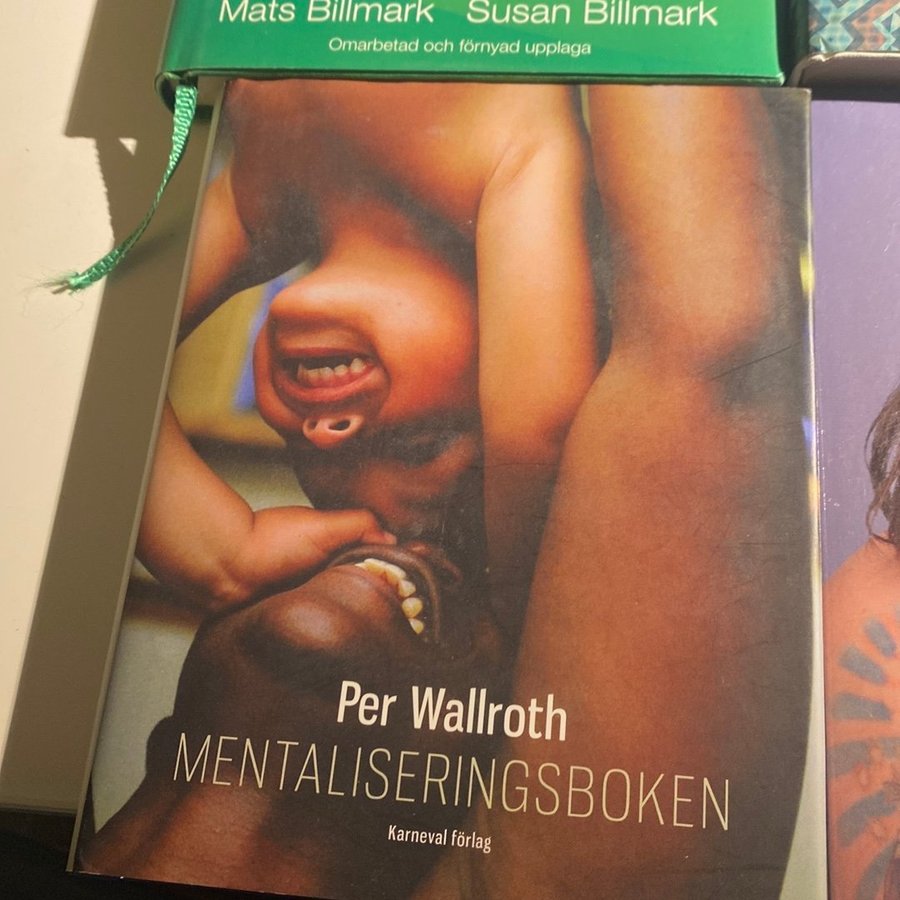 Mats Billmark Susan Billmark
Omarbetad och förnyad upplaga
Per Wallroth
MENTALISERINGSBOKEN
Karneval förlag